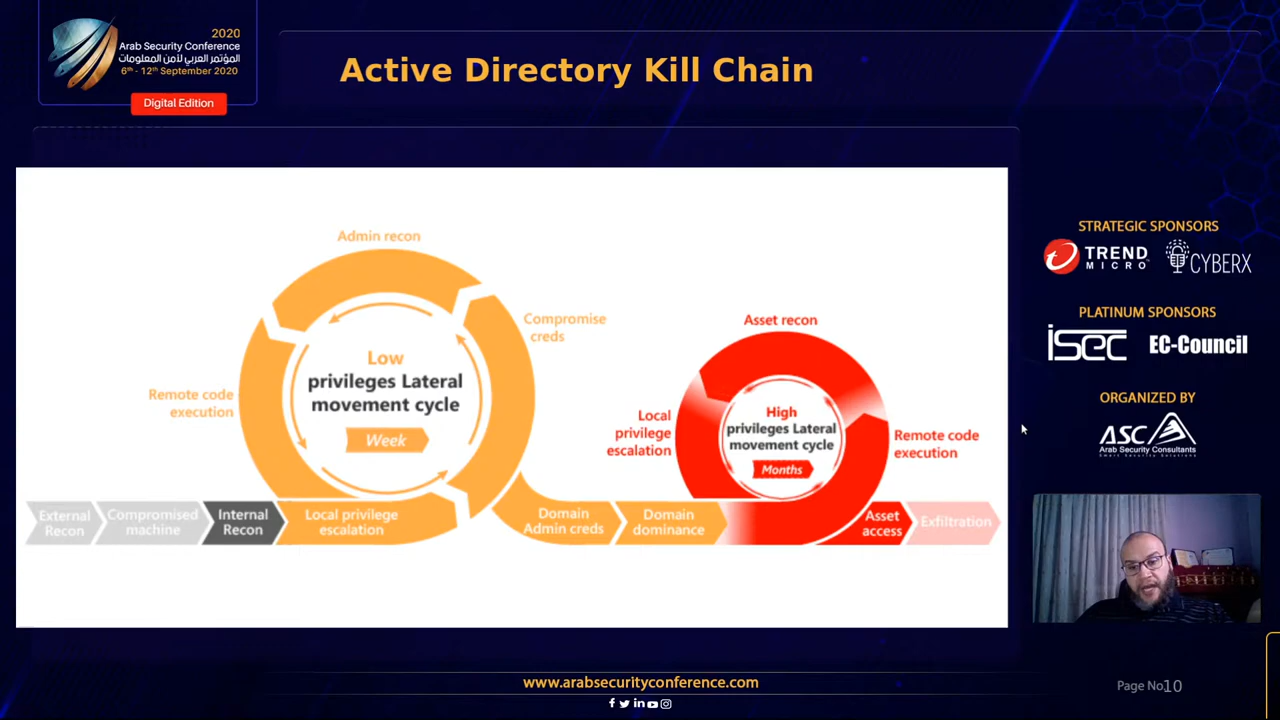 2020
Arab Security Conference
المؤتمر العربي لأمن المعلومات
6th - 12th September 2020
Digital Edition
Active Directory Kill Chain
Admin recon
Compromise
creds
Low
privileges Lateral
movement cycle
Week
Remote code
execution
External
Recon
Compromised
machine
Internal
Recon
Local privilege
escalation
Domain
Admin creds
Domain
dominance
Asset recon
Local
privilege
escalation
High
privileges Lateral
movement cycle
Months
Remote code
execution
Asset
access
Exfiltration
STRATEGIC SPONSORS
TREND
MICRO
CYBERX
PLATINUM SPONSORS
isec
EC-Council
ORGANIZED BY
ASC
Arab Security Consultants
Smart Security Solutions
www.arabsecurityconference.com
Page No10